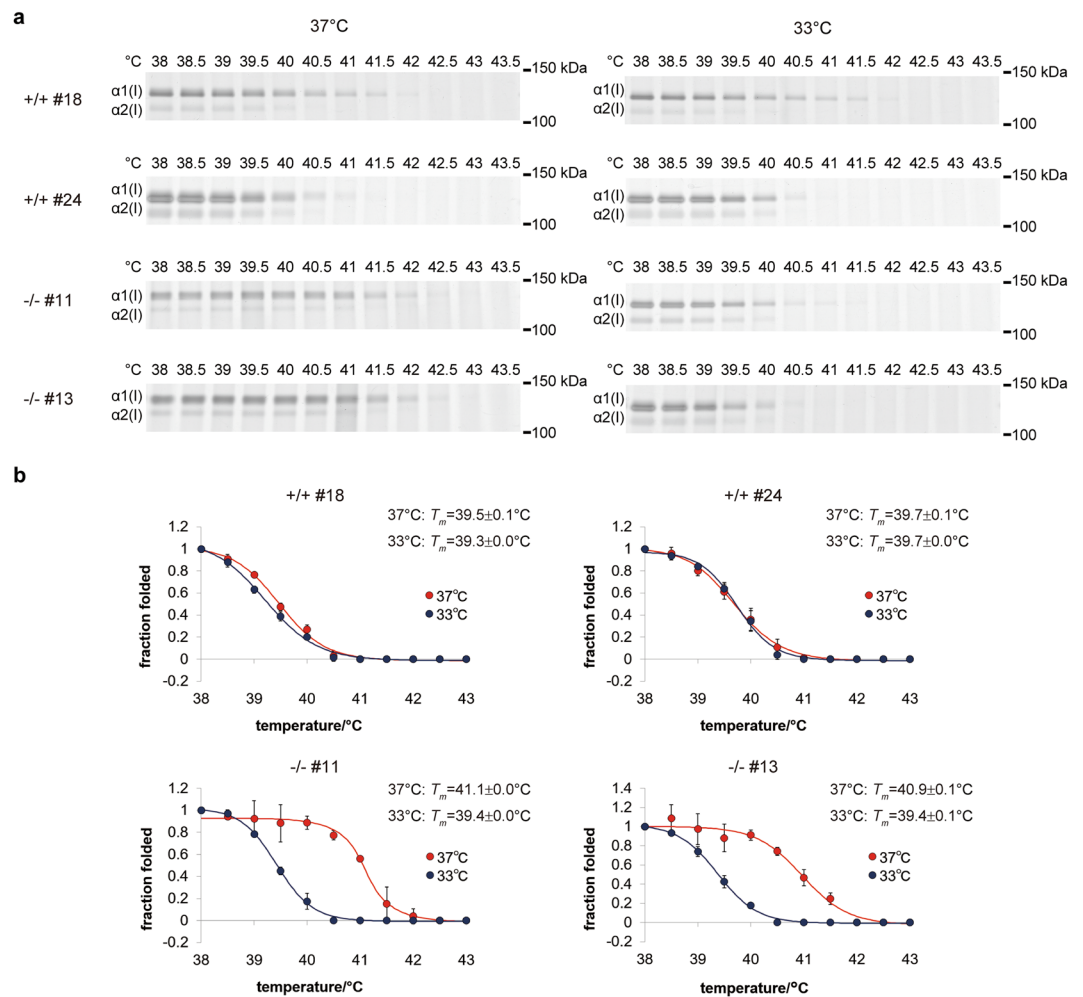 a
37°C
33°C
°C 38 38.5 39 39.5 40 40.5 41 41.5 42 42.5 43 43.5
150 kDa
+/+ #18
α1(I)
α2(I)
100
°C 38 38.5 39 39.5 40 40.5 41 41.5 42 42.5 43 43.5
150 kDa
α1(I)
α2(I)
100
°C 38 38.5 39 39.5 40 40.5 41 41.5 42 42.5 43 43.5
150 kDa
+/+ #24
α1(I)
α2(I)
100
°C 38 38.5 39 39.5 40 40.5 41 41.5 42 42.5 43 43.5
150 kDa
α1(I)
α2(I)
100
°C 38 38.5 39 39.5 40 40.5 41 41.5 42 42.5 43 43.5
150 kDa
-/- #11
α1(I)
α2(I)
100
°C 38 38.5 39 39.5 40 40.5 41 41.5 42 42.5 43 43.5
150 kDa
α1(I)
α2(I)
100
°C 38 38.5 39 39.5 40 40.5 41 41.5 42 42.5 43 43.5
150 kDa
-/- #13
α1(I)
α2(I)
100
°C 38 38.5 39 39.5 40 40.5 41 41.5 42 42.5 43 43.5
150 kDa
α1(I)
α2(I)
100
b
+/+ #18
37°C: Tm=39.5±0.1°C
33°C: Tm=39.3±0.0°C
1.2
1
0.8
0.6
0.4
0.2
0
-0.2
fraction folded
37°C
33°C
38 39 40 41 42 43
temperature/°C
+/+ #24
37°C: Tm=39.7±0.1°C
33°C: Tm=39.7±0.0°C
1.2
1
0.8
0.6
0.4
0.2
0
-0.2
fraction folded
37°C
33°C
38 39 40 41 42 43
temperature/°C
-/- #11
37°C: Tm=41.1±0.0°C
33°C: Tm=39.4±0.0°C
1.2
1
0.8
0.6
0.4
0.2
0
-0.2
fraction folded
37°C
33°C
38 39 40 41 42 43
temperature/°C
-/- #13
37°C: Tm=40.9±0.1°C
33°C: Tm=39.4±0.1°C
1.4
1.2
1
0.8
0.6
0.4
0.2
0
-0.2
fraction folded
37°C
33°C
38 39 40 41 42 43
temperature/°C